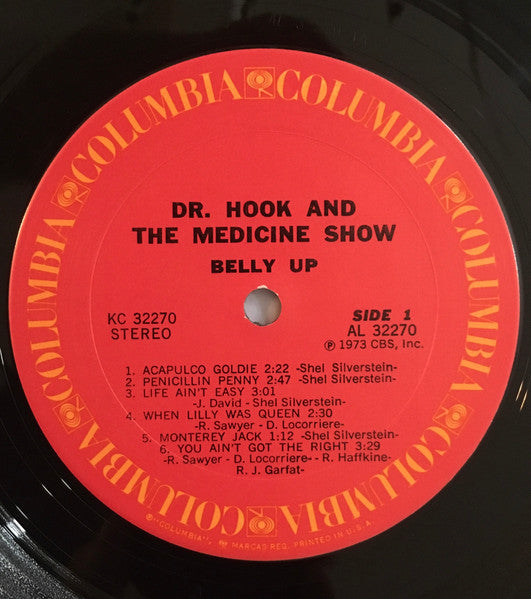 COLUMBIA COLUMBIA COLUMBIA COLUMBIA COLUMBIA COLUMBIA
DR. HOOK AND
THE MEDICINE SHOW
BELLY UP
KC 32270
STEREO
SIDE 1
AL 32270
Ⓟ 1973 CBS, Inc.
1. ACAPULCO GOLDIE 2:22 -Shel Silverstein-
2. PENICILLIN PENNY 2:47 -Shel Silverstein-
3. LIFE AIN'T EASY 3:01
-J. David - Shel Silverstein-
4. WHEN LILLY WAS QUEEN 2:30
-R. Sawyer - D. Locorriere-
5. MONTEREY JACK 1:12 -Shel Silverstein-
6. YOU AIN'T GOT THE RIGHT 3:29
-R. Sawyer - D. Locorriere- - R. Haffkine-
R. J. Garfat-
®"COLUMBIA", MARCAS REG. PRINTED IN U.S.A.